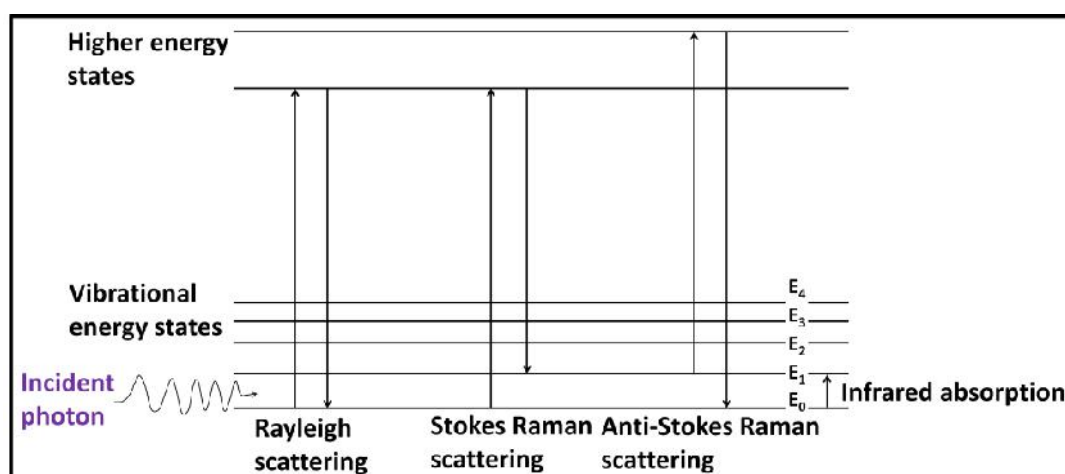 Higher energy
states
Vibrational
energy states
E₄
E₃
E₂
E₁
E₀
Incident
photon
Infrared absorption
Rayleigh
scattering
Stokes Raman
scattering
Anti-Stokes Raman
scattering